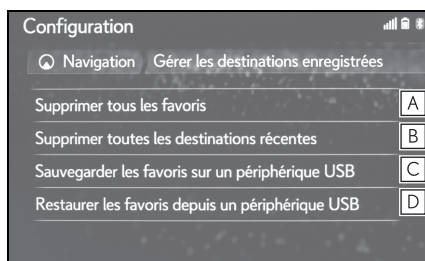 Configuration
Navigation Gérer les destinations enregistrées
Supprimer tous les favoris A
Supprimer toutes les destinations récentes B
Sauvegarder les favoris sur un périphérique USB C
Restaurer les favoris depuis un périphérique USB D